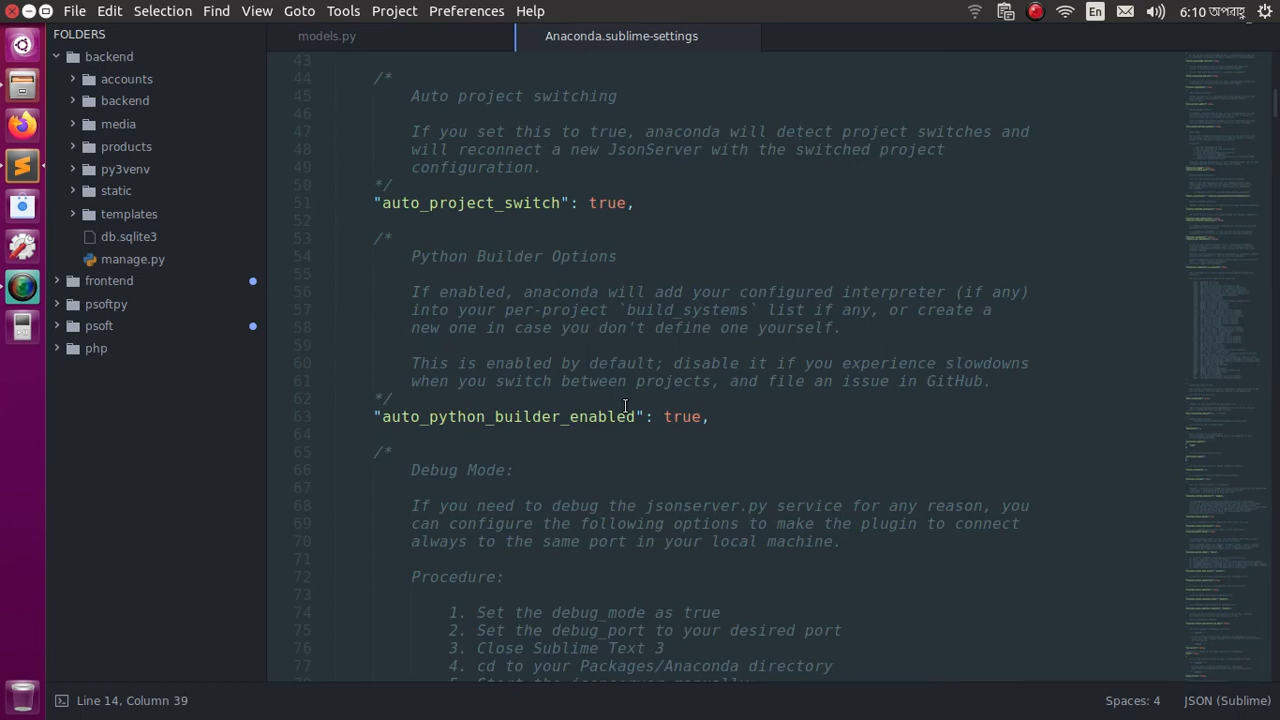 File Edit Selection Find View Goto Tools Project Preferences Help
En
6:10 অপরাহ্ণ
FOLDERS
backend
accounts
backend
media
products
py3venv
static
templates
db.sqlite3
manage.py
frontend
psoftpy
psoft
php
models.py
Anaconda.sublime-settings
43
44 /*
45 Auto project switching
46
47 If you set this to true, anaconda will detect project switches and
48 will reconnect a new JsonServer with the switched project
49 configuration.
50 */
51 "auto_project_switch": true,
52
53 /*
54 Python Builder Options
55
56 If enabled, anaconda will add your configured interpreter (if any)
57 into your per-project `build_systems` list if any, or create a
58 new one in case you don't define one yourself.
59
60 This is enabled by default; disable it if you experience slowdowns
61 when you switch between projects, and file an issue in GitHub.
62 */
63 "auto_python_builder_enabled": true,
64
65 /*
66 Debug Mode:
67
68 If you need to debug the jsonserver.py service for any reason, you
69 can configure the following options to make the plugin to connect
70 always to the same port in your local machine.
71
72 Procedure:
73
74 1. Set the debug_mode as true
75 2. Set the debug_port to your desired port
76 3. Close Sublime Text 3
77 4. Go to your Packages/Anaconda directory
Line 14, Column 39
Spaces: 4
JSON (Sublime)